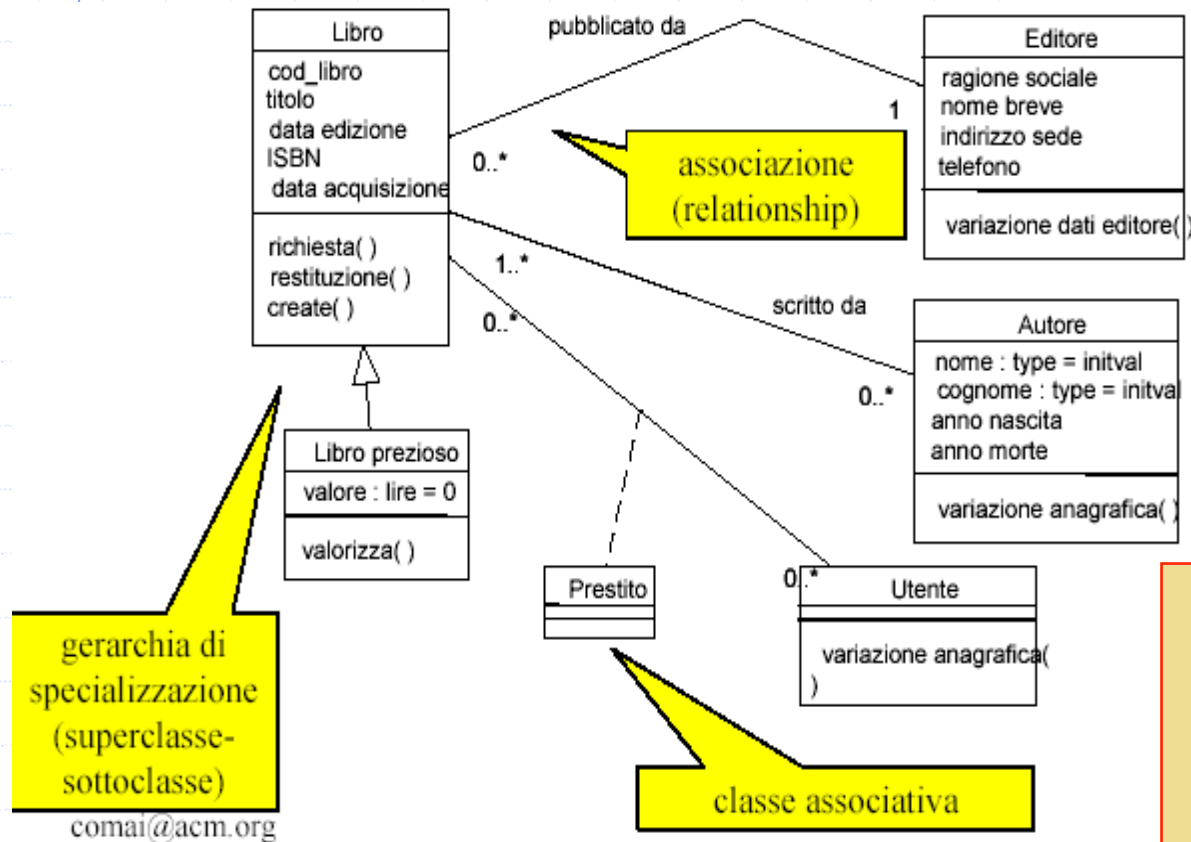 Libro
cod_libro
titolo
data edizione
ISBN
data acquisizione
richiesta( )
restituzione( )
create( )
pubblicato da
0..*
1
Editore
ragione sociale
nome breve
indirizzo sede
telefono
variazione dati editore( )
associazione
(relationship)
1..*
scritto da
0..*
Autore
nome : type = initval
cognome : type = initval
anno nascita
anno morte
variazione anagrafica( )
0..*
0..*
Libro prezioso
valore : lire = 0
valorizza( )
Prestito
Utente
variazione anagrafica(
)
gerarchia di
specializzazione
(superclasse-
sottoclasse)
classe associativa
comai@acm.org